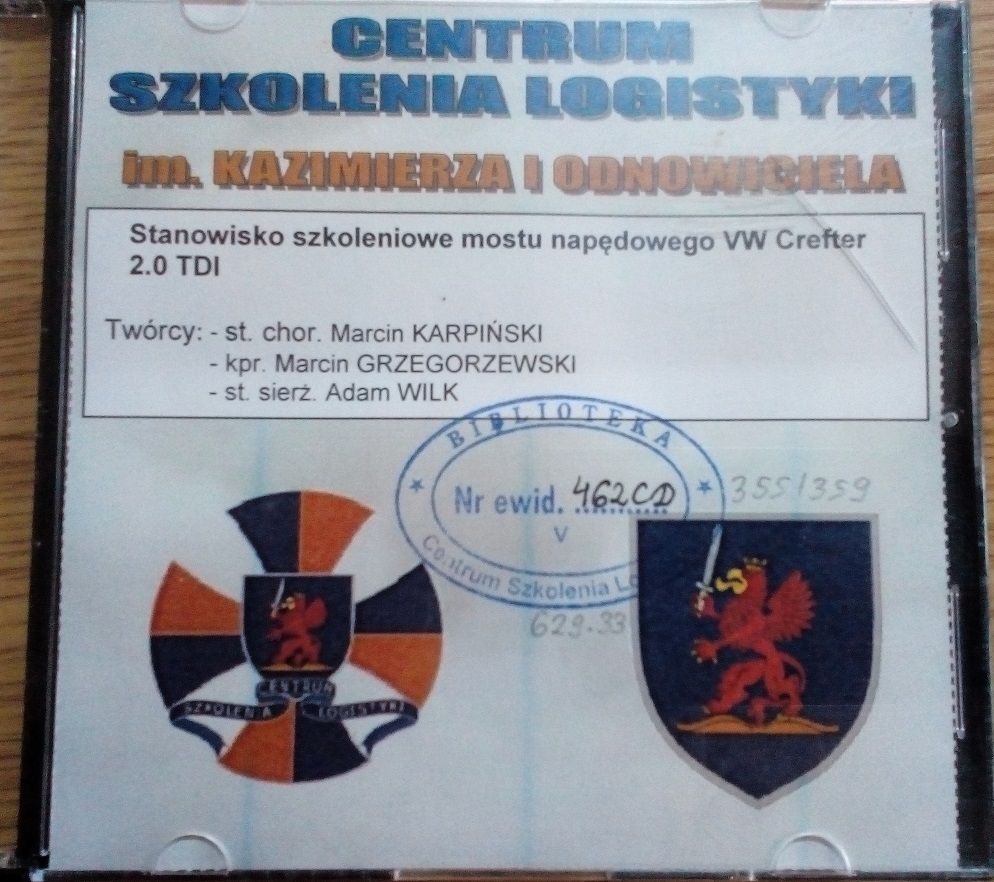 CENTRUM
SZKOLENIA LOGISTYKI
im. KAZIMIERZA I ODNOWICIELA
Stanowisko szkoleniowe mostu napędowego VW Crefter
2.0 TDI
Twórcy: - st. chor. Marcin KARPIŃSKI
- kpr. Marcin GRZEGORZEWSKI
- st. sierż. Adam WILK
BIBLIOTEKA
Nr ewid. 462CD
V
Centrum Szkolenia Lo
355/359
629.33
CENTRUM
SZKOLENIA LOGISTYKI